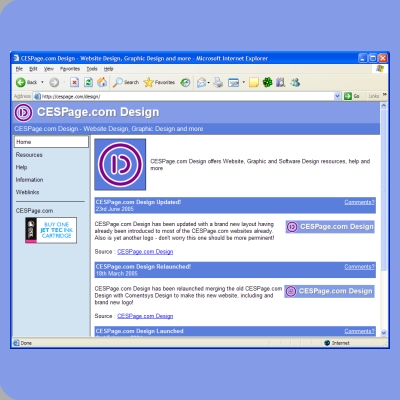 CESPage.com Design - Website Design, Graphic Design and more - Microsoft Internet Explorer
File Edit View Favorites Tools Help
Back Search Favorites
Address http://cespage.com/design/ Go Links
CESPage.com Design
CESPage.com Design - Website Design, Graphic Design and more
Home
Resources
Help
Information
Weblinks
CESPage.com
BUY ONE
JET TEC INK
CARTRIDGE
CESPage.com Design offers Website, Graphic and Software Design resources, help and
more
CESPage.com Design Updated! Comments?
23rd June 2005
CESPage.com Design has been updated with a brand new layout having
already been introduced to most of the CESPage.com websites already.
Also is yet another logo - don't worry this one should be more perminent!
CESPage.com Design
Source : CESPage.com Design
CESPage.com Design Relaunched! Comments?
18th March 2005
CESPage.com Design has been relaunched merging the old CESPage.com
Design with Comentsys Design to make this new website, including and
brand new logo!
CESPage.com Design
Source : CESPage.com Design
CESPage.com Design Launched Comments?
Done Internet